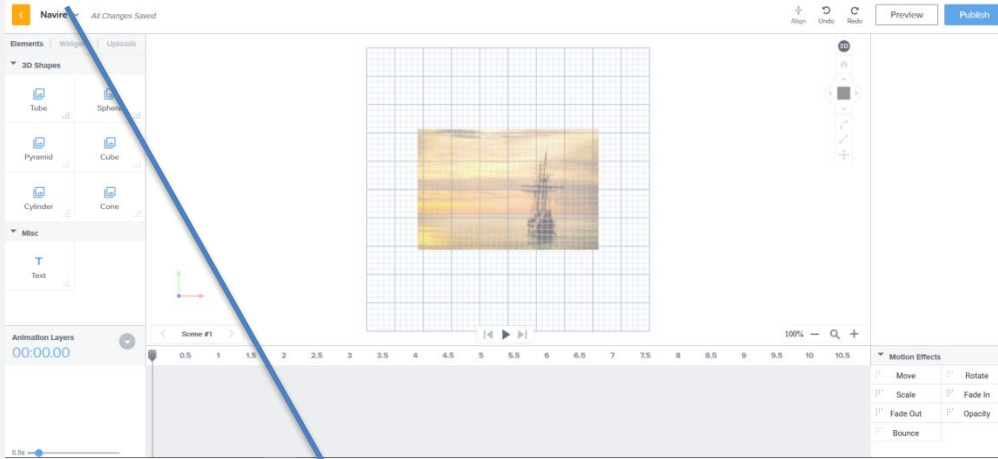 Navire All Changes Saved Align Undo Redo Preview Publish
Elements Widgets Uploads
3D Shapes
Tube Sphere
Pyramid Cube
Cylinder Cone
Misc
T
Text
3D
Scene #1 100%
Animation Layers
00:00.00
0.5 1 1.5 2 2.5 3 3.5 4 4.5 5 5.5 6 6.5 7 7.5 8 8.5 9 9.5 10 10.5
Motion Effects
Move Rotate
Scale Fade In
Fade Out Opacity
Bounce
0.5s